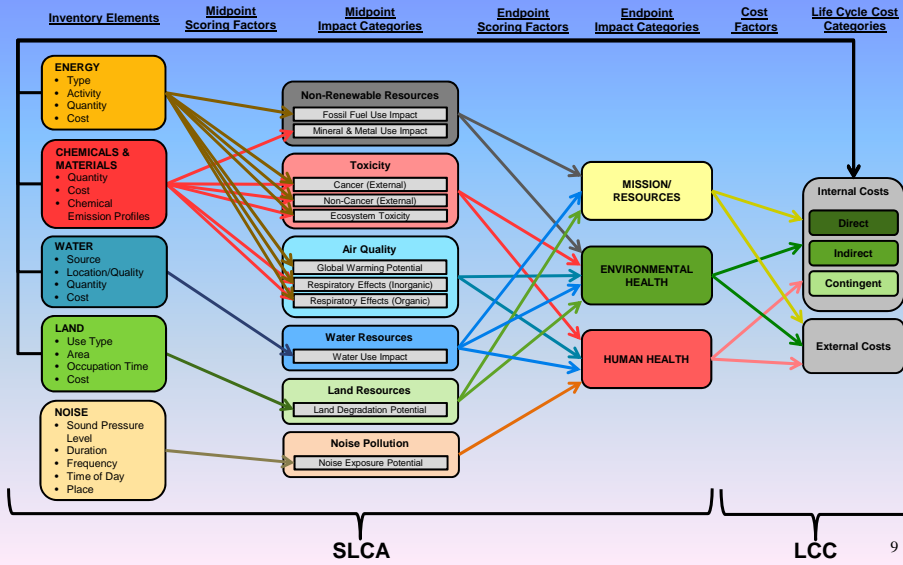 Inventory Elements
Midpoint
Scoring Factors
Midpoint
Impact Categories
Endpoint
Scoring Factors
Endpoint
Impact Categories
Cost
Factors
Life Cycle Cost
Categories
ENERGY
• Type
• Activity
• Quantity
• Cost
CHEMICALS &
MATERIALS
• Quantity
• Cost
• Chemical
Emission Profiles
WATER
• Source
• Location/Quality
• Quantity
• Cost
LAND
• Use Type
• Area
• Occupation Time
• Cost
NOISE
• Sound Pressure
Level
• Duration
• Frequency
• Time of Day
• Place
Non-Renewable Resources
Fossil Fuel Use Impact
Mineral & Metal Use Impact
Toxicity
Cancer (External)
Non-Cancer (External)
Ecosystem Toxicity
Air Quality
Global Warming Potential
Respiratory Effects (Inorganic)
Respiratory Effects (Organic)
Water Resources
Water Use Impact
Land Resources
Land Degradation Potential
Noise Pollution
Noise Exposure Potential
MISSION/
RESOURCES
ENVIRONMENTAL
HEALTH
HUMAN HEALTH
Internal Costs
Direct
Indirect
Contingent
External Costs
SLCA
LCC
9